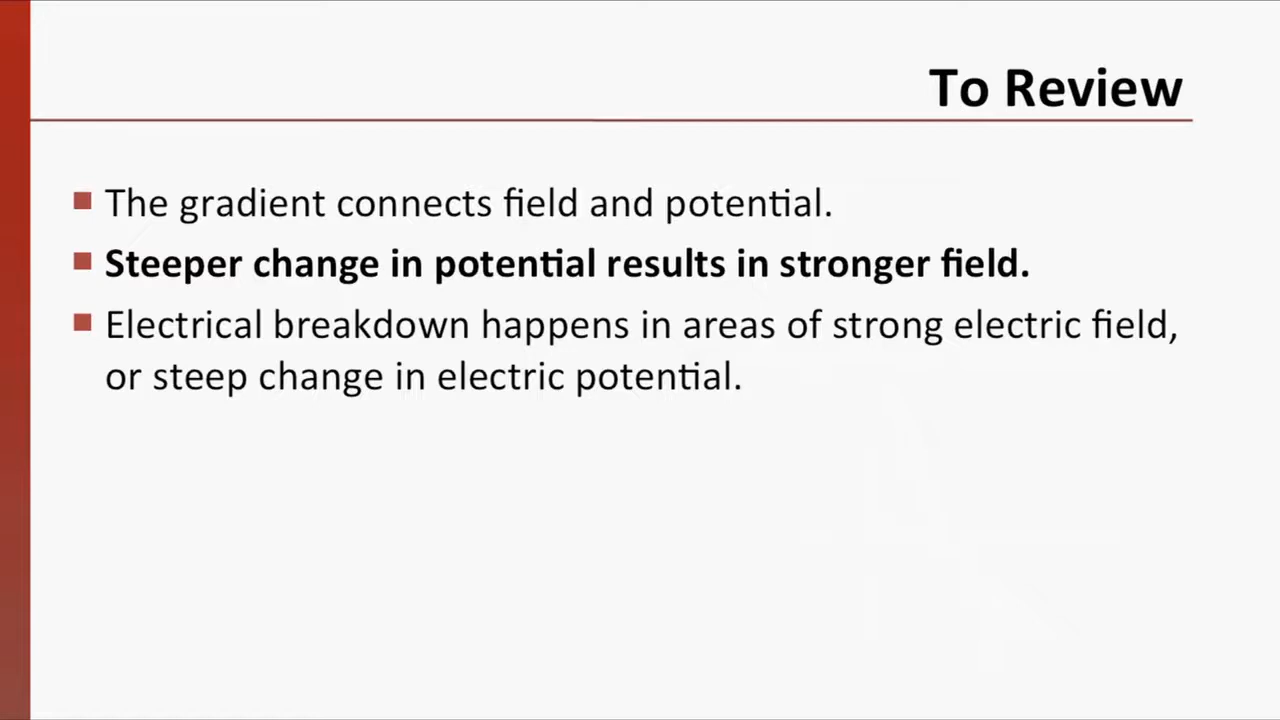 To Review
The gradient connects field and potential.
Steeper change in potential results in stronger field.
Electrical breakdown happens in areas of strong electric field,
or steep change in electric potential.